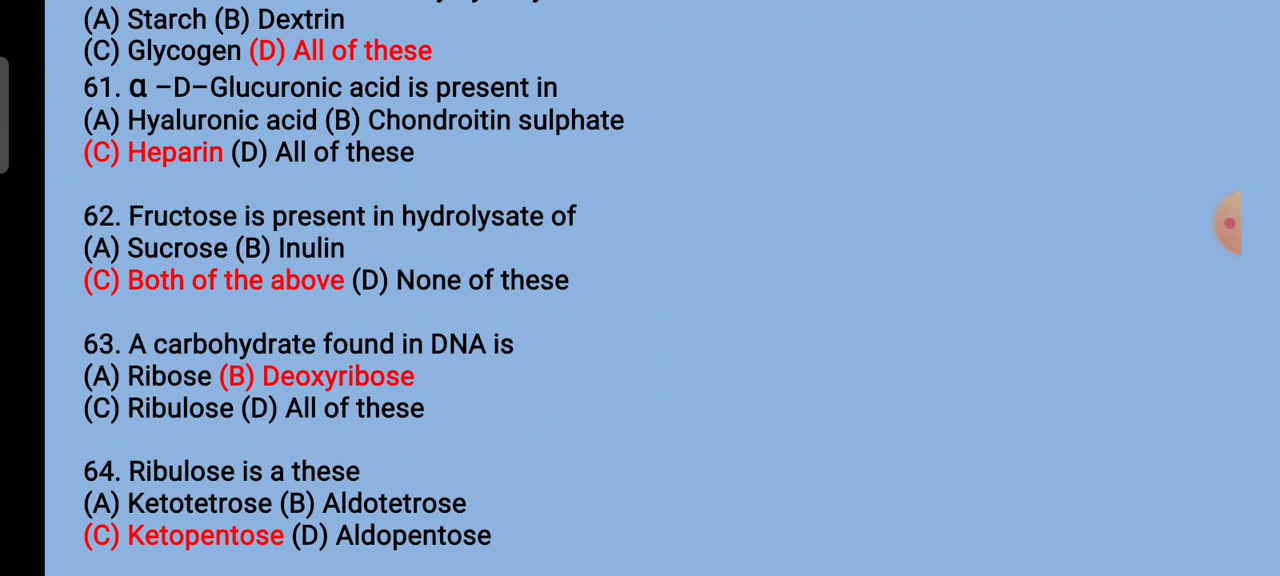 (A) Starch (B) Dextrin
(C) Glycogen (D) All of these
61. α –D–Glucuronic acid is present in
(A) Hyaluronic acid (B) Chondroitin sulphate
(C) Heparin (D) All of these
62. Fructose is present in hydrolysate of
(A) Sucrose (B) Inulin
(C) Both of the above (D) None of these
63. A carbohydrate found in DNA is
(A) Ribose (B) Deoxyribose
(C) Ribulose (D) All of these
64. Ribulose is a these
(A) Ketotetrose (B) Aldotetrose
(C) Ketopentose (D) Aldopentose